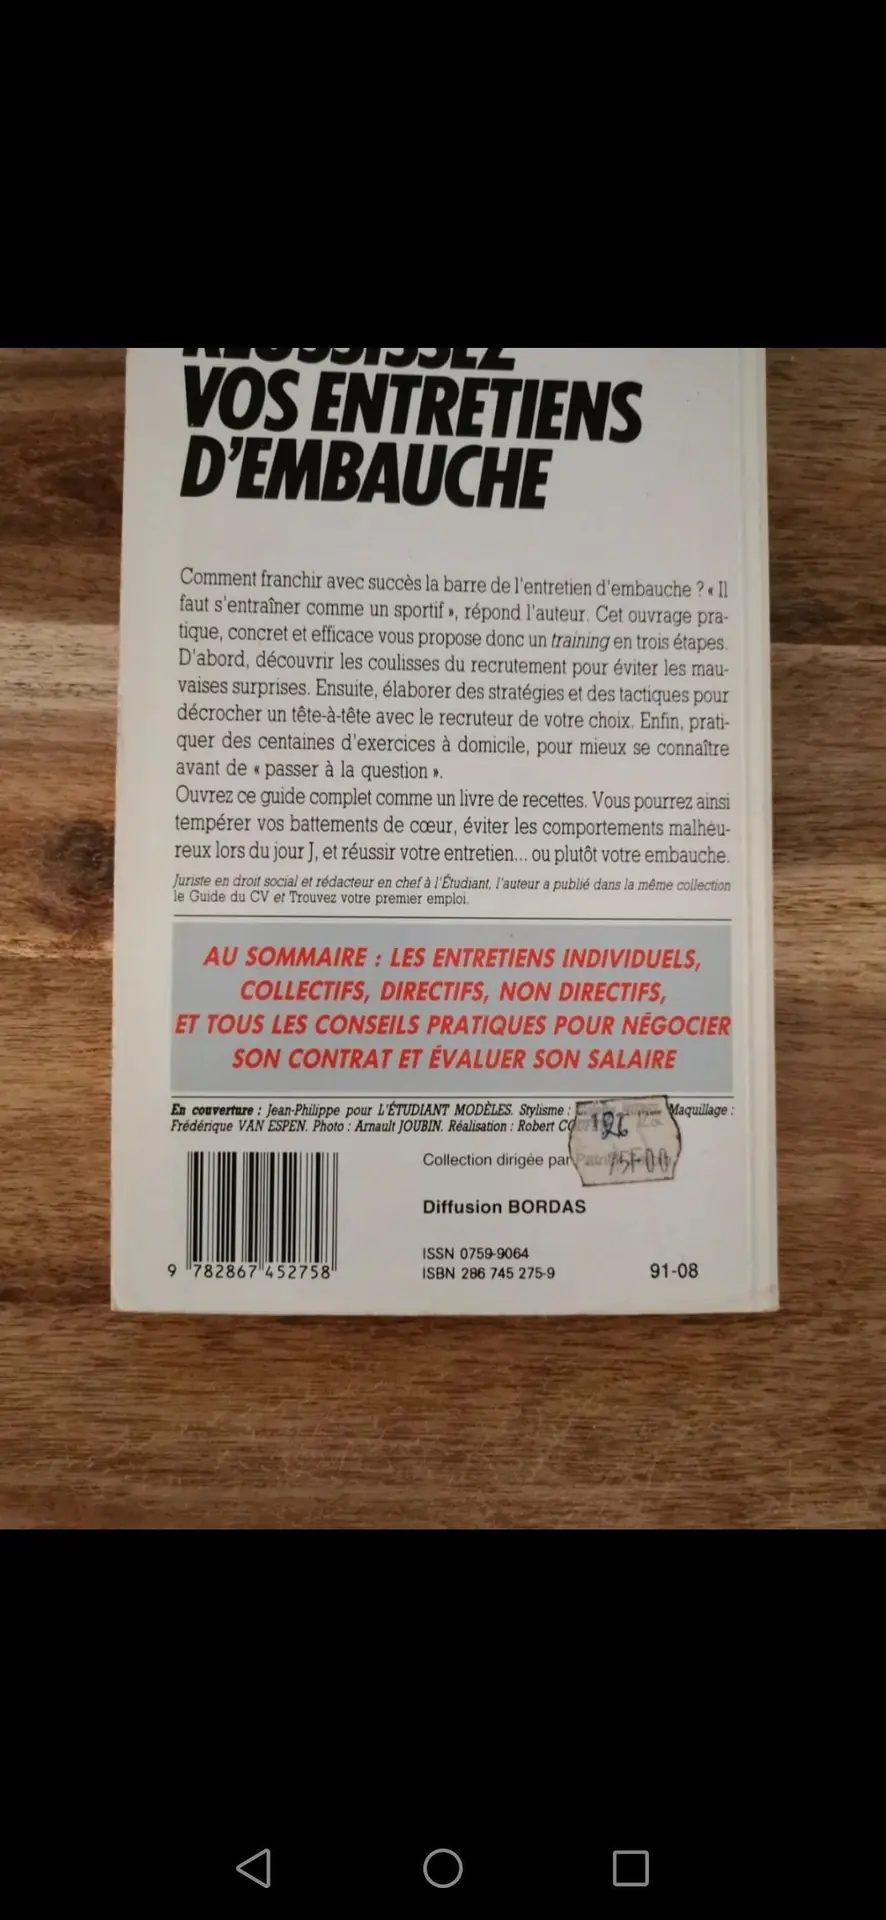 RÉUSSISSEZ
VOS ENTRETIENS
D'EMBAUCHE
Comment franchir avec succès la barre de l'entretien d'embauche ? « Il
faut s'entraîner comme un sportif », répond l'auteur. Cet ouvrage pra-
tique, concret et efficace vous propose donc un training en trois étapes.
D'abord, découvrir les coulisses du recrutement pour éviter les mau-
vaises surprises. Ensuite, élaborer des stratégies et des tactiques pour
décrocher un tête-à-tête avec le recruteur de votre choix. Enfin, prati-
quer des centaines d'exercices à domicile, pour mieux se connaître
avant de « passer à la question ».
Ouvrez ce guide complet comme un livre de recettes. Vous pourrez ainsi
tempérer vos battements de cœur, éviter les comportements malheu-
reux lors du jour J, et réussir votre entretien... ou plutôt votre embauche.
Juriste en droit social et rédacteur en chef à l'Étudiant, l'auteur a publié dans la même collection
le Guide du CV et Trouvez votre premier emploi.
AU SOMMAIRE : LES ENTRETIENS INDIVIDUELS,
COLLECTIFS, DIRECTIFS, NON DIRECTIFS,
ET TOUS LES CONSEILS PRATIQUES POUR NÉGOCIER
SON CONTRAT ET ÉVALUER SON SALAIRE
En couverture : Jean-Philippe pour L'ÉTUDIANT MODÈLES. Stylisme : Maquillage :
Frédérique VAN ESPEN. Photo : Arnault JOUBIN. Réalisation : Robert
126
75F00
Collection dirigée par
Diffusion BORDAS
ISSN 0759-9064
ISBN 286 745 275-9
91-08
9 782867 452758